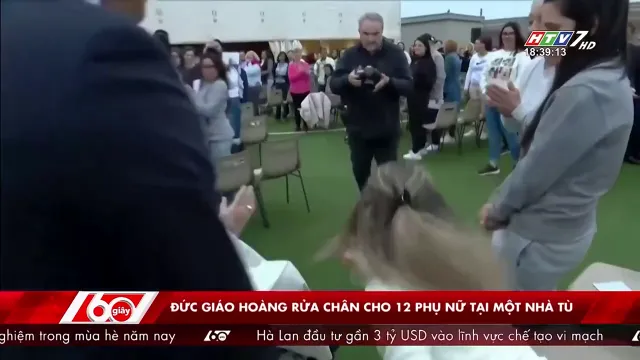 HTV7 HD
18:39:13
60 giây
ĐỨC GIÁO HOÀNG RỬA CHÂN CHO 12 PHỤ NỮ TẠI MỘT NHÀ TÙ
nghiệm trong mùa hè năm nay 60 Hà Lan đầu tư gần 3 tỷ USD vào lĩnh vực chế tạo vi mạch